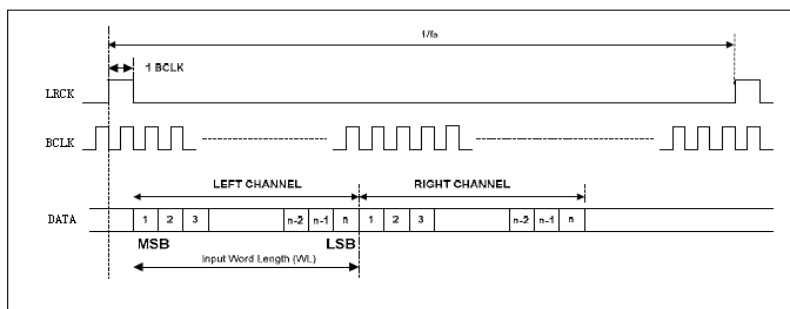 1/fs
1 BCLK
LRCK
BCLK
LEFT CHANNEL RIGHT CHANNEL
DATA 1 2 3 n-2 n-1 n 1 2 3 n-2 n-1 n
MSB LSB
Input Word Length (WL)